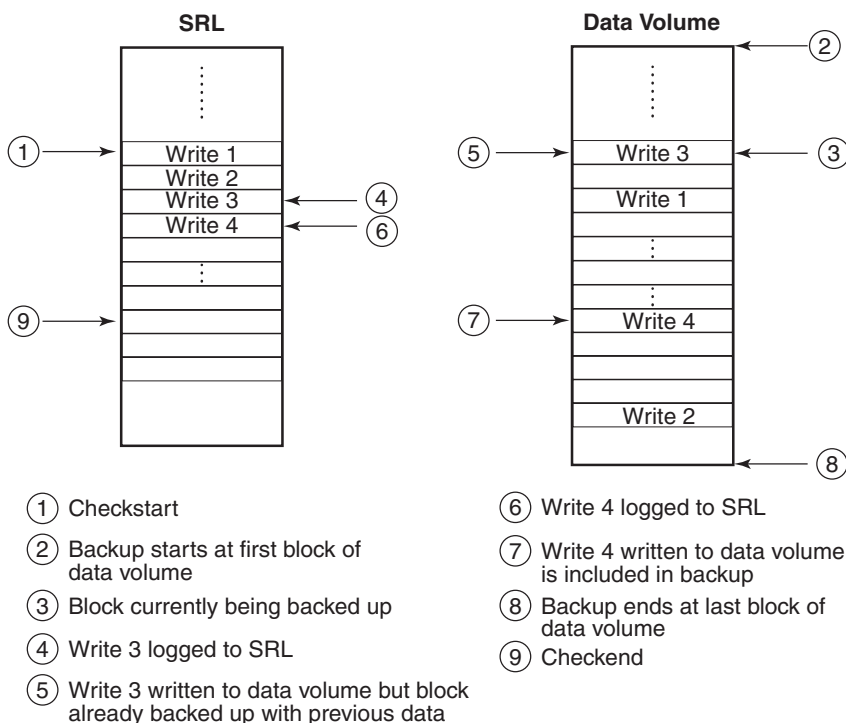 SRL
Data Volume
2
1
Write 1
Write 2
Write 3
4
Write 4
6
9
5
Write 3
3
Write 1
7
Write 4
Write 2
8
1 Checkstart
2 Backup starts at first block of
data volume
3 Block currently being backed up
4 Write 3 logged to SRL
5 Write 3 written to data volume but block
already backed up with previous data
6 Write 4 logged to SRL
7 Write 4 written to data volume
is included in backup
8 Backup ends at last block of
data volume
9 Checkend